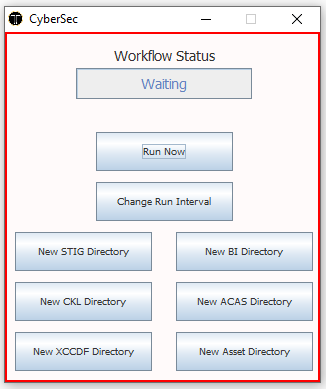 CyberSec
Workflow Status
Waiting
Run Now
Change Run Interval
New STIG Directory
New BI Directory
New CKL Directory
New ACAS Directory
New XCCDF Directory
New Asset Directory